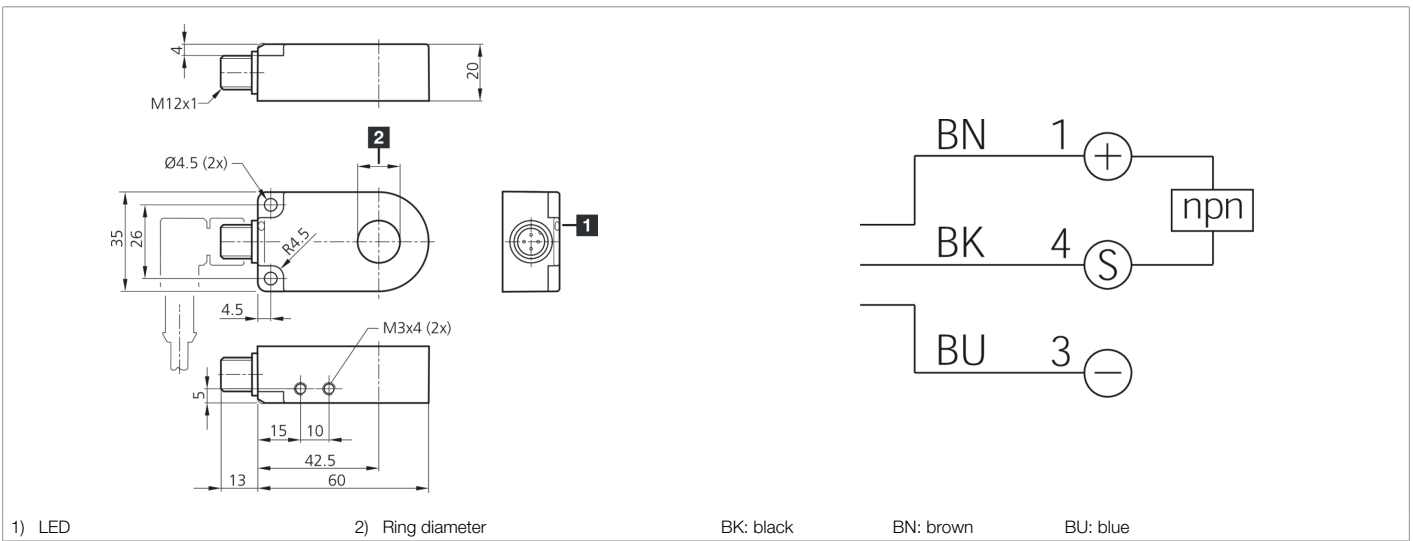 4
20
M12x1
2
Ø4.5 (2x)
35
26
R4.5
1
4.5
M3x4 (2x)
5
15
10
42.5
13
60
BN 1 +
npn
BK 4 S
BU 3 −
1) LED 2) Ring diameter BK: black BN: brown BU: blue